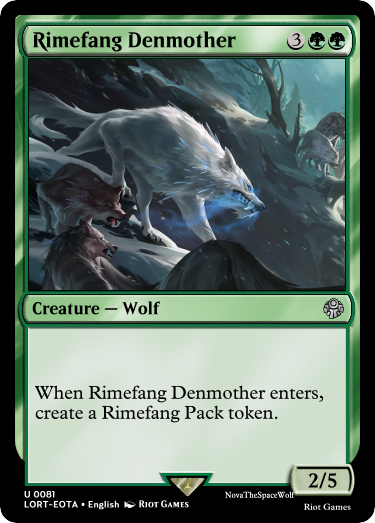 Rimefang Denmother 3
Creature — Wolf
When Rimefang Denmother enters,
create a Rimefang Pack token.
2/5
U 0081
LORT-EOTA • English Riot Games
NovaTheSpaceWolf
Riot Games